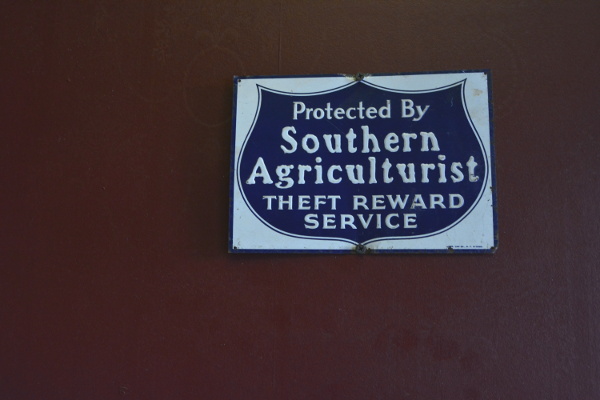 Protected By
Southern
Agriculturist
THEFT REWARD
SERVICE